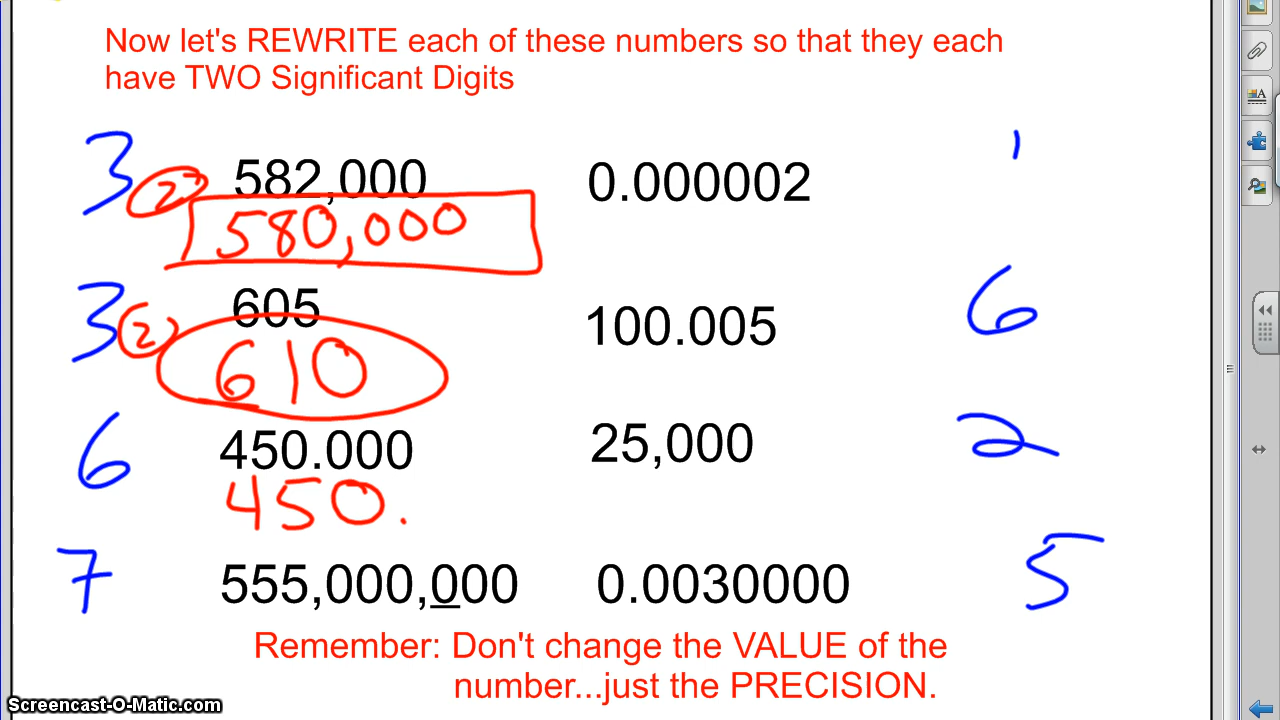 Now let's REWRITE each of these numbers so that they each
have TWO Significant Digits
3 2 582,000 0.000002 1
580,000
3 2 605 100.005 6
610
6 450.000 25,000 2
450.
7 555,000,000 0.0030000 5
Remember: Don't change the VALUE of the
number...just the PRECISION.
Screencast-O-Matic.com